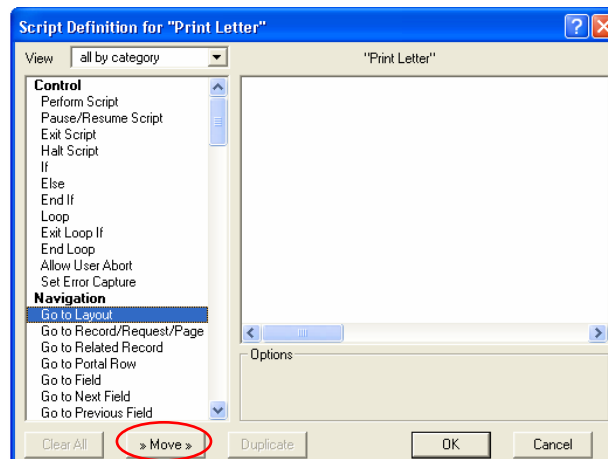 Script Definition for "Print Letter"
View all by category "Print Letter"
Control
Perform Script
Pause/Resume Script
Exit Script
Halt Script
If
Else
End If
Loop
Exit Loop If
End Loop
Allow User Abort
Set Error Capture
Navigation
Go to Layout
Go to Record/Request/Page
Go to Related Record
Go to Portal Row
Go to Field
Go to Next Field
Go to Previous Field
Options
Clear All » Move » Duplicate OK Cancel